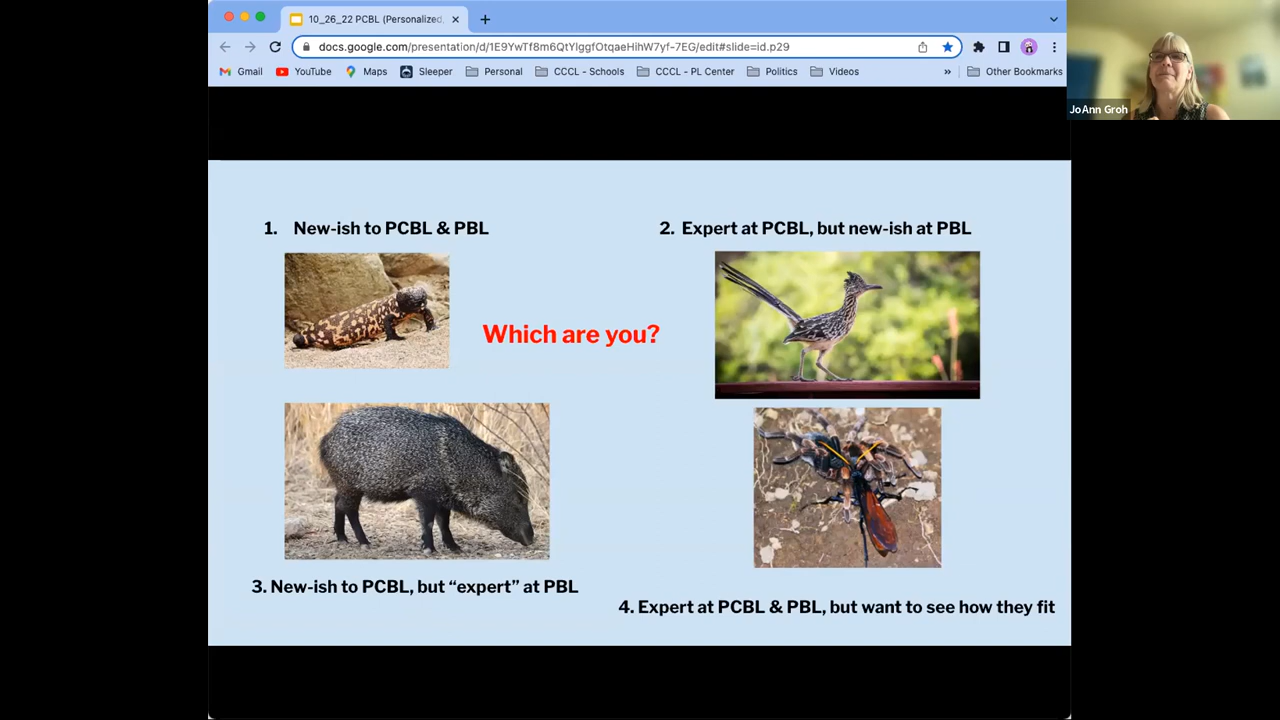 10_26_22 PCBL (Personalized,
docs.google.com/presentation/d/1E9YwTf8m6QtYlggfOtqaeHihW7yf-7EG/edit#slide=id.p29
Gmail YouTube Maps Sleeper Personal CCCL - Schools CCCL - PL Center Politics Videos » Other Bookmarks
JoAnn Groh
1. New-ish to PCBL & PBL
2. Expert at PCBL, but new-ish at PBL
Which are you?
3. New-ish to PCBL, but “expert” at PBL
4. Expert at PCBL & PBL, but want to see how they fit